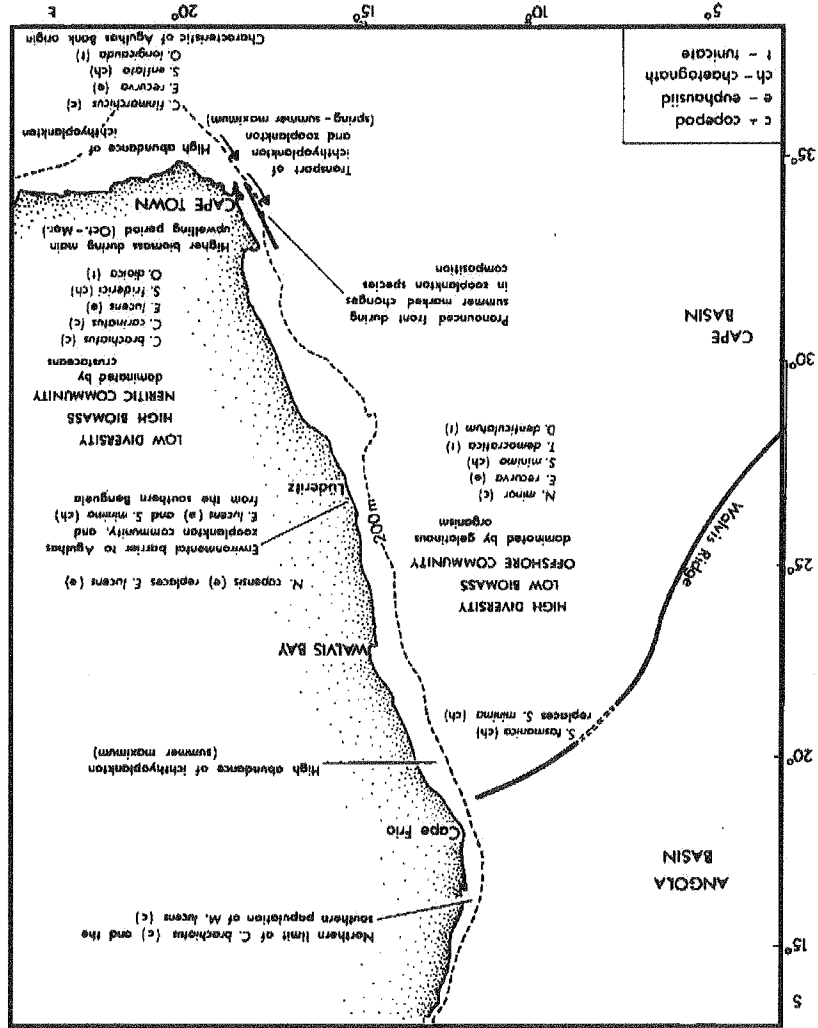 S
15°
Northern limit of C. brachiatus (c) and the
southern population of M. lucens (c)
ANGOLA
BASIN
Cape Frio
20°
High abundance of ichthyoplankton
(summer maximum)
S. tasmanica (ch)
replaces S. minima (ch)
WALVIS BAY
Walvis Ridge
25°
HIGH DIVERSITY
LOW BIOMASS
OFFSHORE COMMUNITY
dominated by gelatinous
organism
N. minor (c)
E. recurva (e)
S. minima (ch)
T. democratica (t)
D. denticulatum (t)
200m
N. capensis (e) replaces E. lucens (e)
Environmental barrier to Agulhas
zooplankton community, and
E. lucens (e) and S. minima (ch)
from the southern Benguela
Luderitz
LOW DIVERSITY
HIGH BIOMASS
NERITIC COMMUNITY
dominated by
crustaceans
C. brachiatus (c)
C. carinatus (c)
E. lucens (e)
S. friderici (ch)
O. dioica (t)
30°
CAPE
BASIN
Pronounced front during
summer marked changes
in zooplankton species
composition
Higher biomass during main
upwelling period (Oct.-Mar.)
CAPE TOWN
35°
Transport of
ichthyoplankton
and zooplankton
(spring - summer maximum)
High abundance of
ichthyoplankton
C. finmarchicus (c)
E. recurva (e)
S. enflata (ch)
O. longicauda (t)
Characteristic of Agulhas Bank origin
c - copepod
e - euphausiid
ch - chaetognath
t - tunicate
5°
10°
15°
20°
E